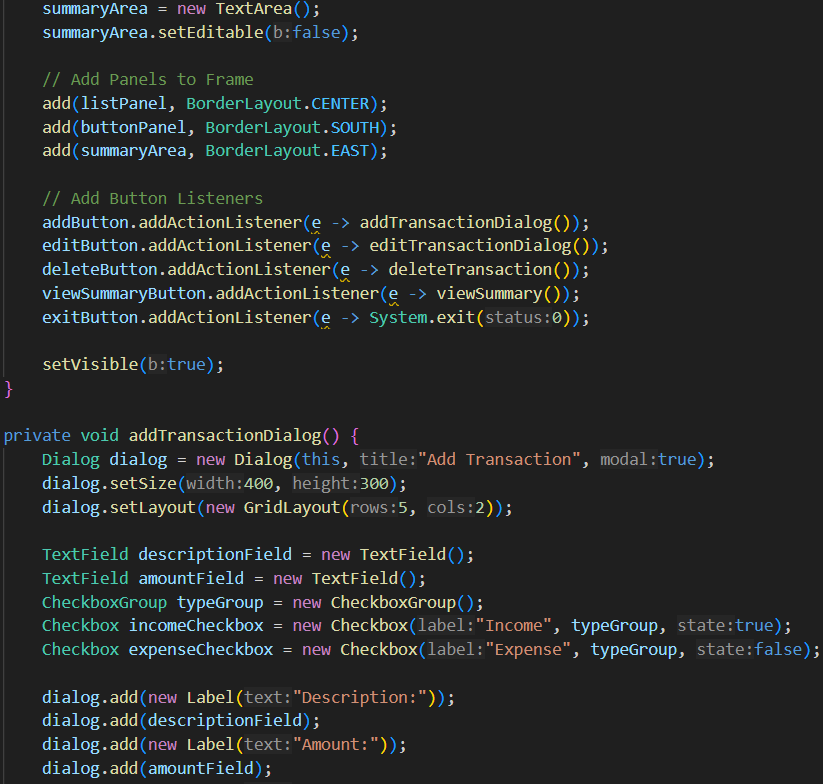 summaryArea = new TextArea();
summaryArea.setEditable(b:false);

// Add Panels to Frame
add(listPanel, BorderLayout.CENTER);
add(buttonPanel, BorderLayout.SOUTH);
add(summaryArea, BorderLayout.EAST);

// Add Button Listeners
addButton.addActionListener(e -> addTransactionDialog());
editButton.addActionListener(e -> editTransactionDialog());
deleteButton.addActionListener(e -> deleteTransaction());
viewSummaryButton.addActionListener(e -> viewSummary());
exitButton.addActionListener(e -> System.exit(status:0));

setVisible(b:true);
}

private void addTransactionDialog() {
Dialog dialog = new Dialog(this, title:"Add Transaction", modal:true);
dialog.setSize(width:400, height:300);
dialog.setLayout(new GridLayout(rows:5, cols:2));

TextField descriptionField = new TextField();
TextField amountField = new TextField();
CheckboxGroup typeGroup = new CheckboxGroup();
Checkbox incomeCheckbox = new Checkbox(label:"Income", typeGroup, state:true);
Checkbox expenseCheckbox = new Checkbox(label:"Expense", typeGroup, state:false);

dialog.add(new Label(text:"Description:"));
dialog.add(descriptionField);
dialog.add(new Label(text:"Amount:"));
dialog.add(amountField);